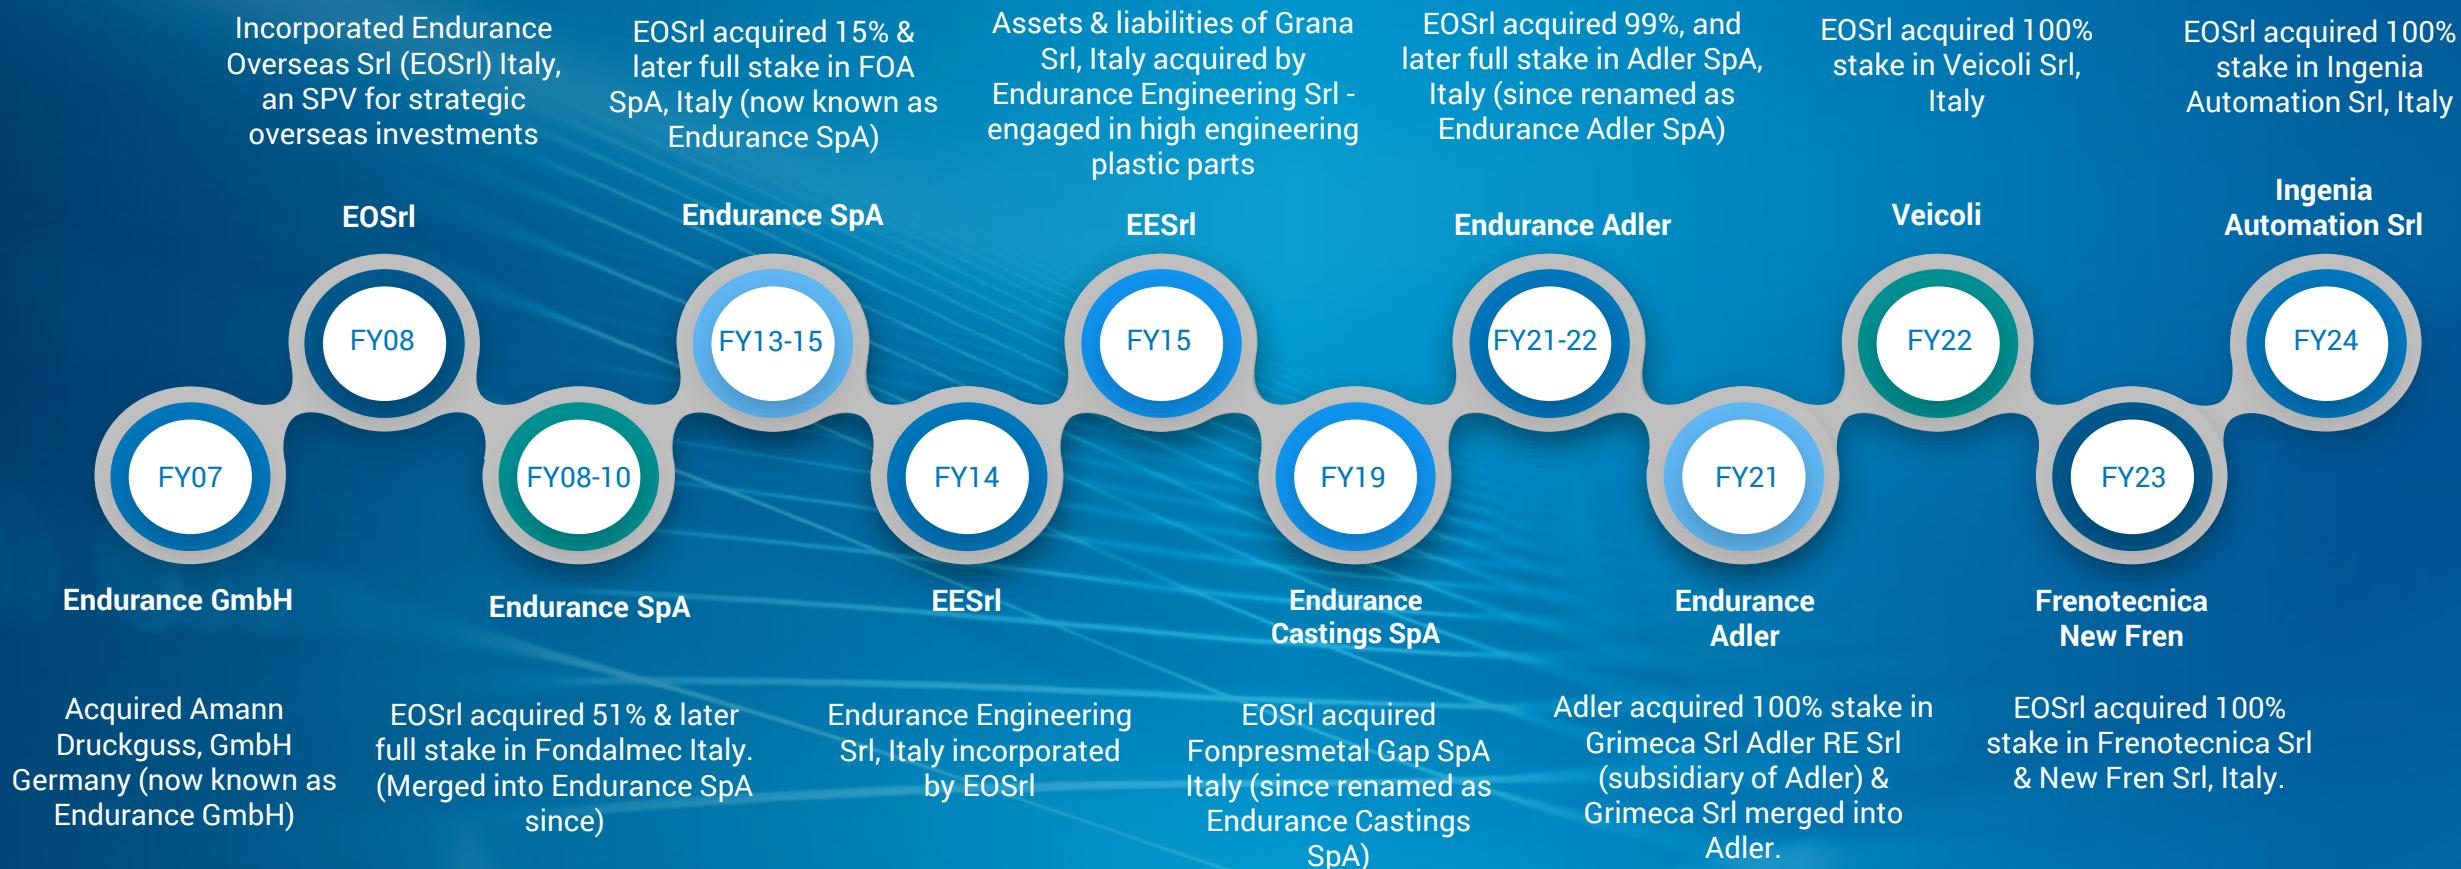 Incorporated Endurance
Overseas Srl (EOSrl) Italy,
an SPV for strategic
overseas investments
EOSrl acquired 15% &
later full stake in FOA
SpA, Italy (now known as
Endurance SpA)
Assets & liabilities of Grana
Srl, Italy acquired by
Endurance Engineering Srl -
engaged in high engineering
plastic parts
EOSrl acquired 99%, and
later full stake in Adler SpA,
Italy (since renamed as
Endurance Adler SpA)
EOSrl acquired 100%
stake in Veicoli Srl,
Italy
EOSrl acquired 100%
stake in Ingenia
Automation Srl, Italy
EOSrl
Endurance SpA
EESrl
Endurance Adler
Veicoli
Ingenia
Automation Srl
FY08
FY13-15
FY15
FY21-22
FY22
FY24
FY07
FY08-10
FY14
FY19
FY21
FY23
Endurance GmbH
Endurance SpA
EESrl
Endurance
Castings SpA
Endurance
Adler
Frenotecnica
New Fren
Acquired Amann
Druckguss, GmbH
Germany (now known as
Endurance GmbH)
EOSrl acquired 51% & later
full stake in Fondalmec Italy.
(Merged into Endurance SpA
since)
Endurance Engineering
Srl, Italy incorporated
by EOSrl
EOSrl acquired
Fonpresmetal Gap SpA
Italy (since renamed as
Endurance Castings
SpA)
Adler acquired 100% stake in
Grimeca Srl Adler RE Srl
(subsidiary of Adler) &
Grimeca Srl merged into
Adler.
EOSrl acquired 100%
stake in Frenotecnica Srl
& New Fren Srl, Italy.